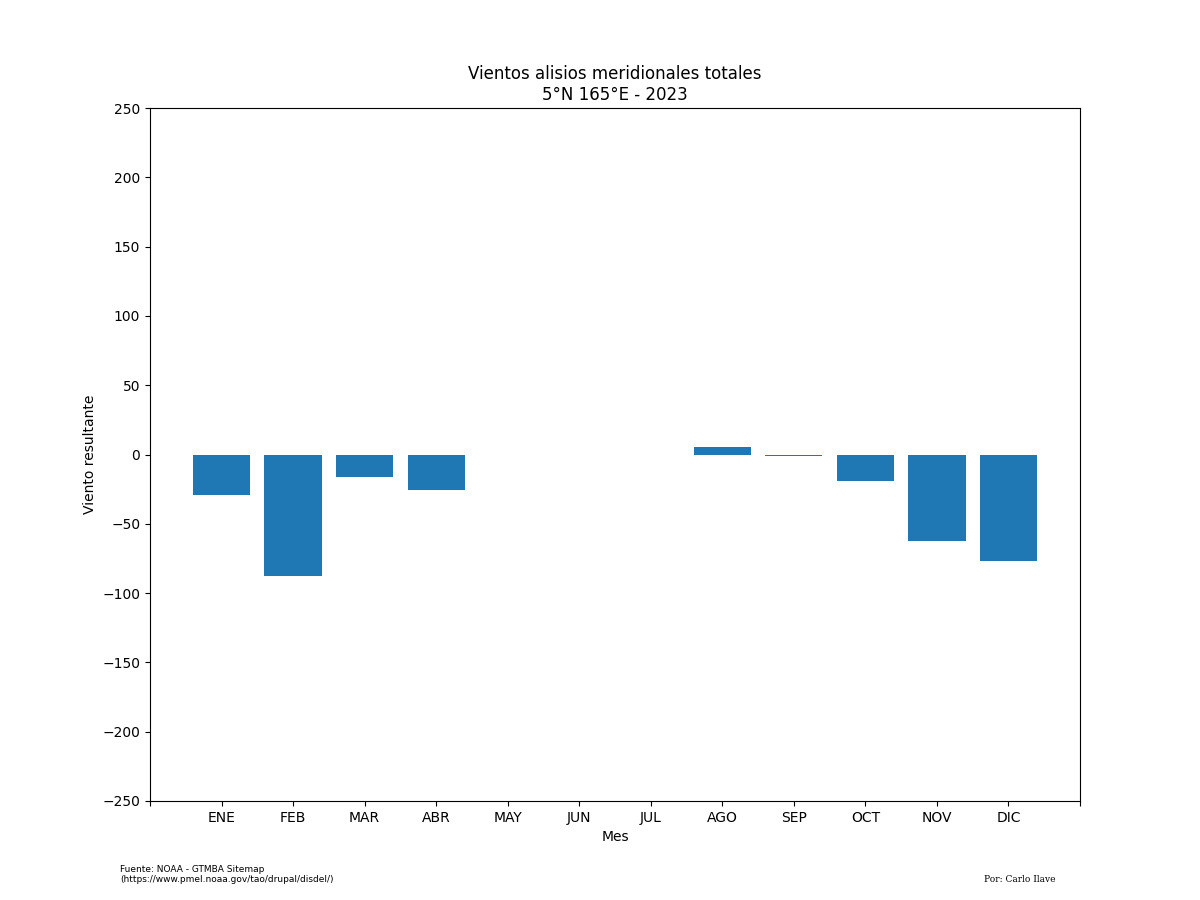 Vientos alisios meridionales totales
5°N 165°E - 2023
250
200
150
100
50
0
−50
−100
−150
−200
−250
Viento resultante
ENE FEB MAR ABR MAY JUN JUL AGO SEP OCT NOV DIC
Mes
Fuente: NOAA - GTMBA Sitemap
(https://www.pmel.noaa.gov/tao/drupal/disdel/)
Por: Carlo Ilave